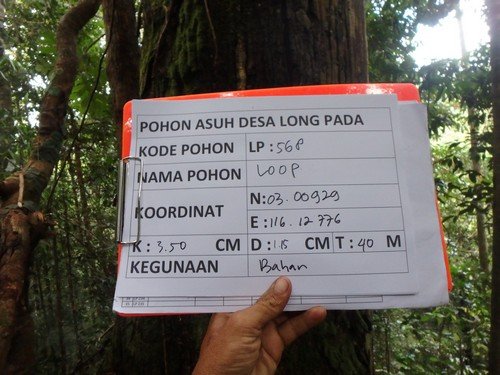 POHON ASUH DESA LONG PADA
KODE POHON LP : 568
NAMA POHON LOOP
KOORDINAT N: 03.00929
E : 116.12776
K : 3.50 CM D : 1.15 CM T : 40 M
KEGUNAAN Bahan